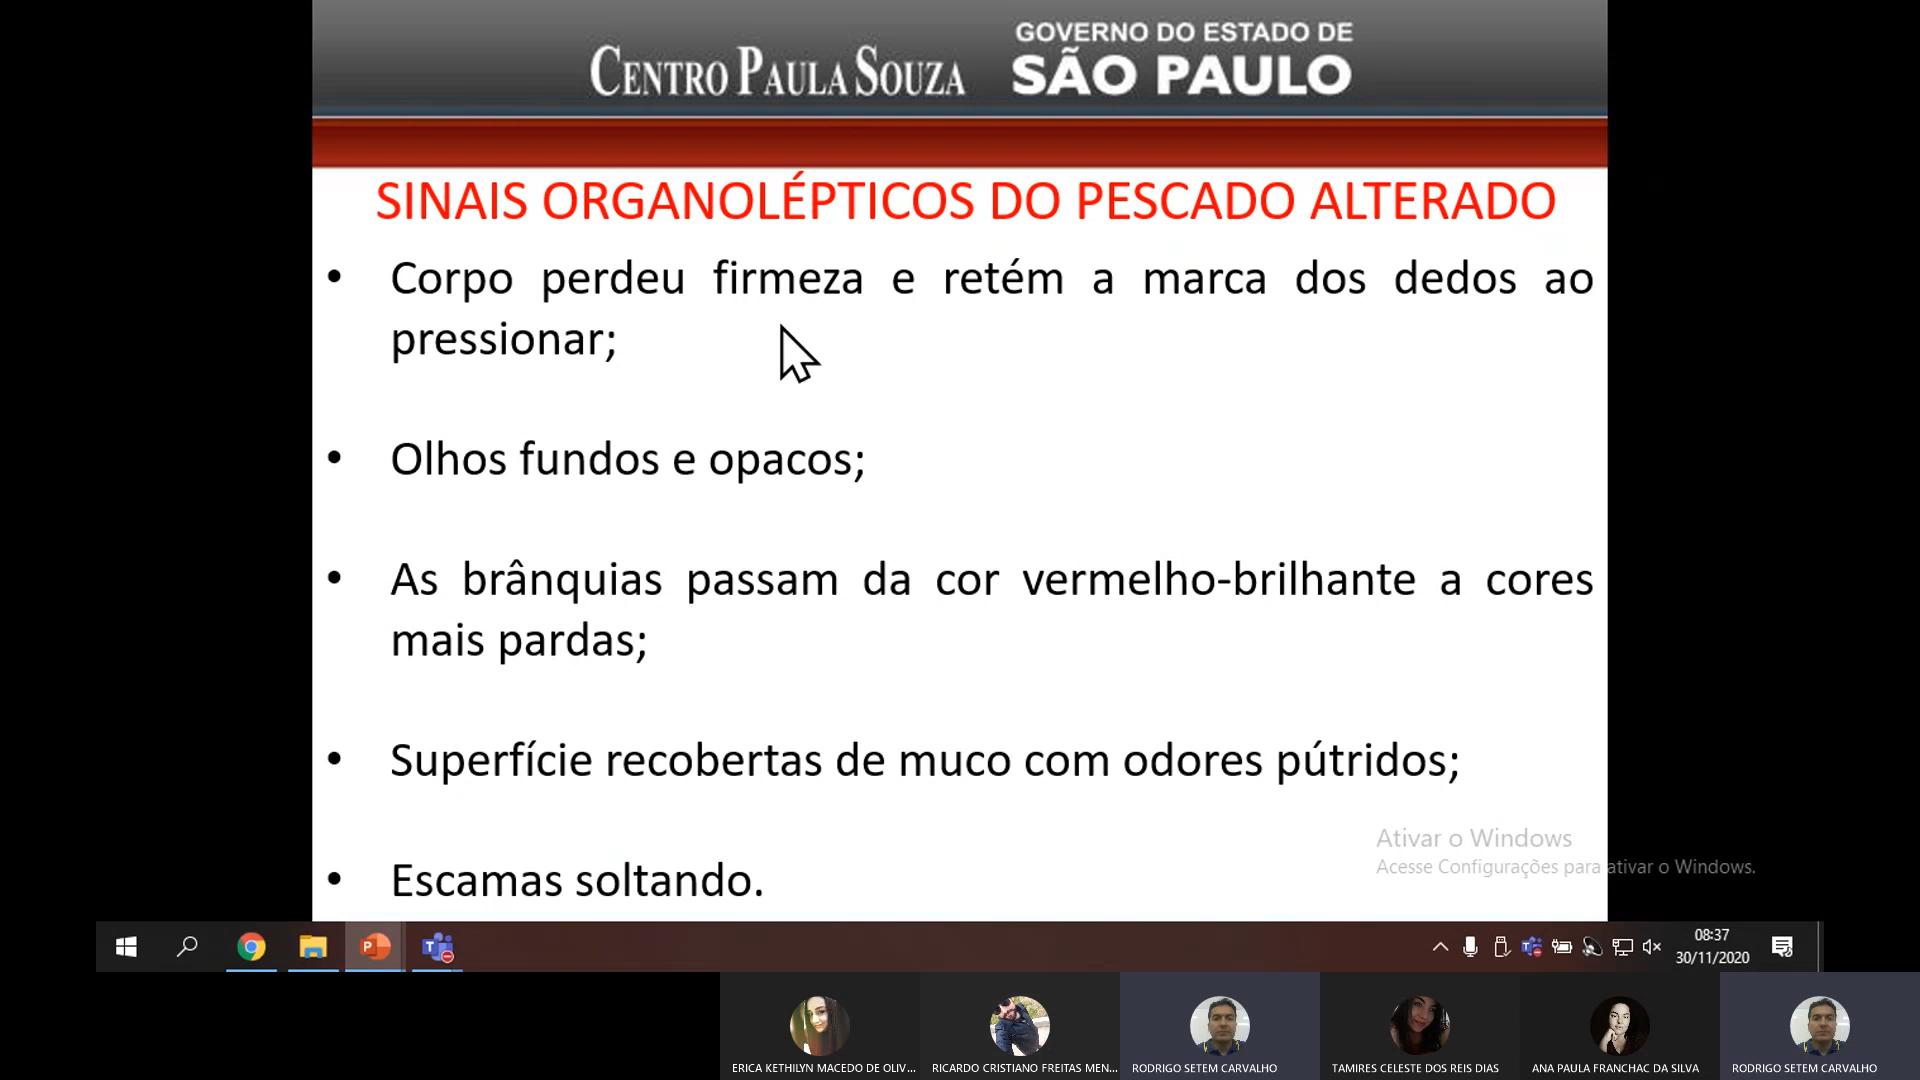 CENTRO PAULA SOUZA
GOVERNO DO ESTADO DE
SÃO PAULO
SINAIS ORGANOLÉPTICOS DO PESCADO ALTERADO
• Corpo perdeu firmeza e retém a marca dos dedos ao
pressionar;
• Olhos fundos e opacos;
• As brânquias passam da cor vermelho-brilhante a cores
mais pardas;
• Superfície recobertas de muco com odores pútridos;
• Escamas soltando.
Ativar o Windows
Acesse Configurações para ativar o Windows.
08:37
30/11/2020
ERICA KETHILYN MACEDO DE OLIV...
RICARDO CRISTIANO FREITAS MEN...
RODRIGO SETEM CARVALHO
TAMIRES CELESTE DOS REIS DIAS
ANA PAULA FRANCHAC DA SILVA
RODRIGO SETEM CARVALHO